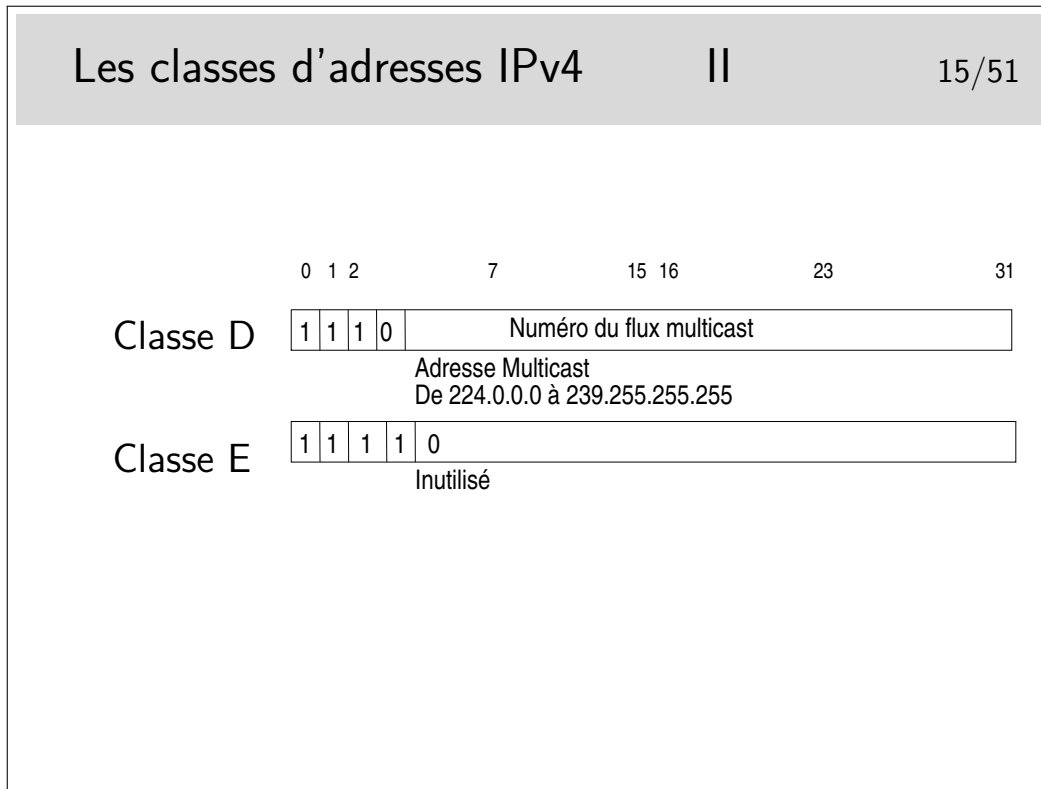 Les classes d'adresses IPv4 II 15/51
0 1 2 7 15 16 23 31
Classe D 1 1 1 0 Numéro du flux multicast
Adresse Multicast
De 224.0.0.0 à 239.255.255.255
Classe E 1 1 1 1 0
Inutilisé